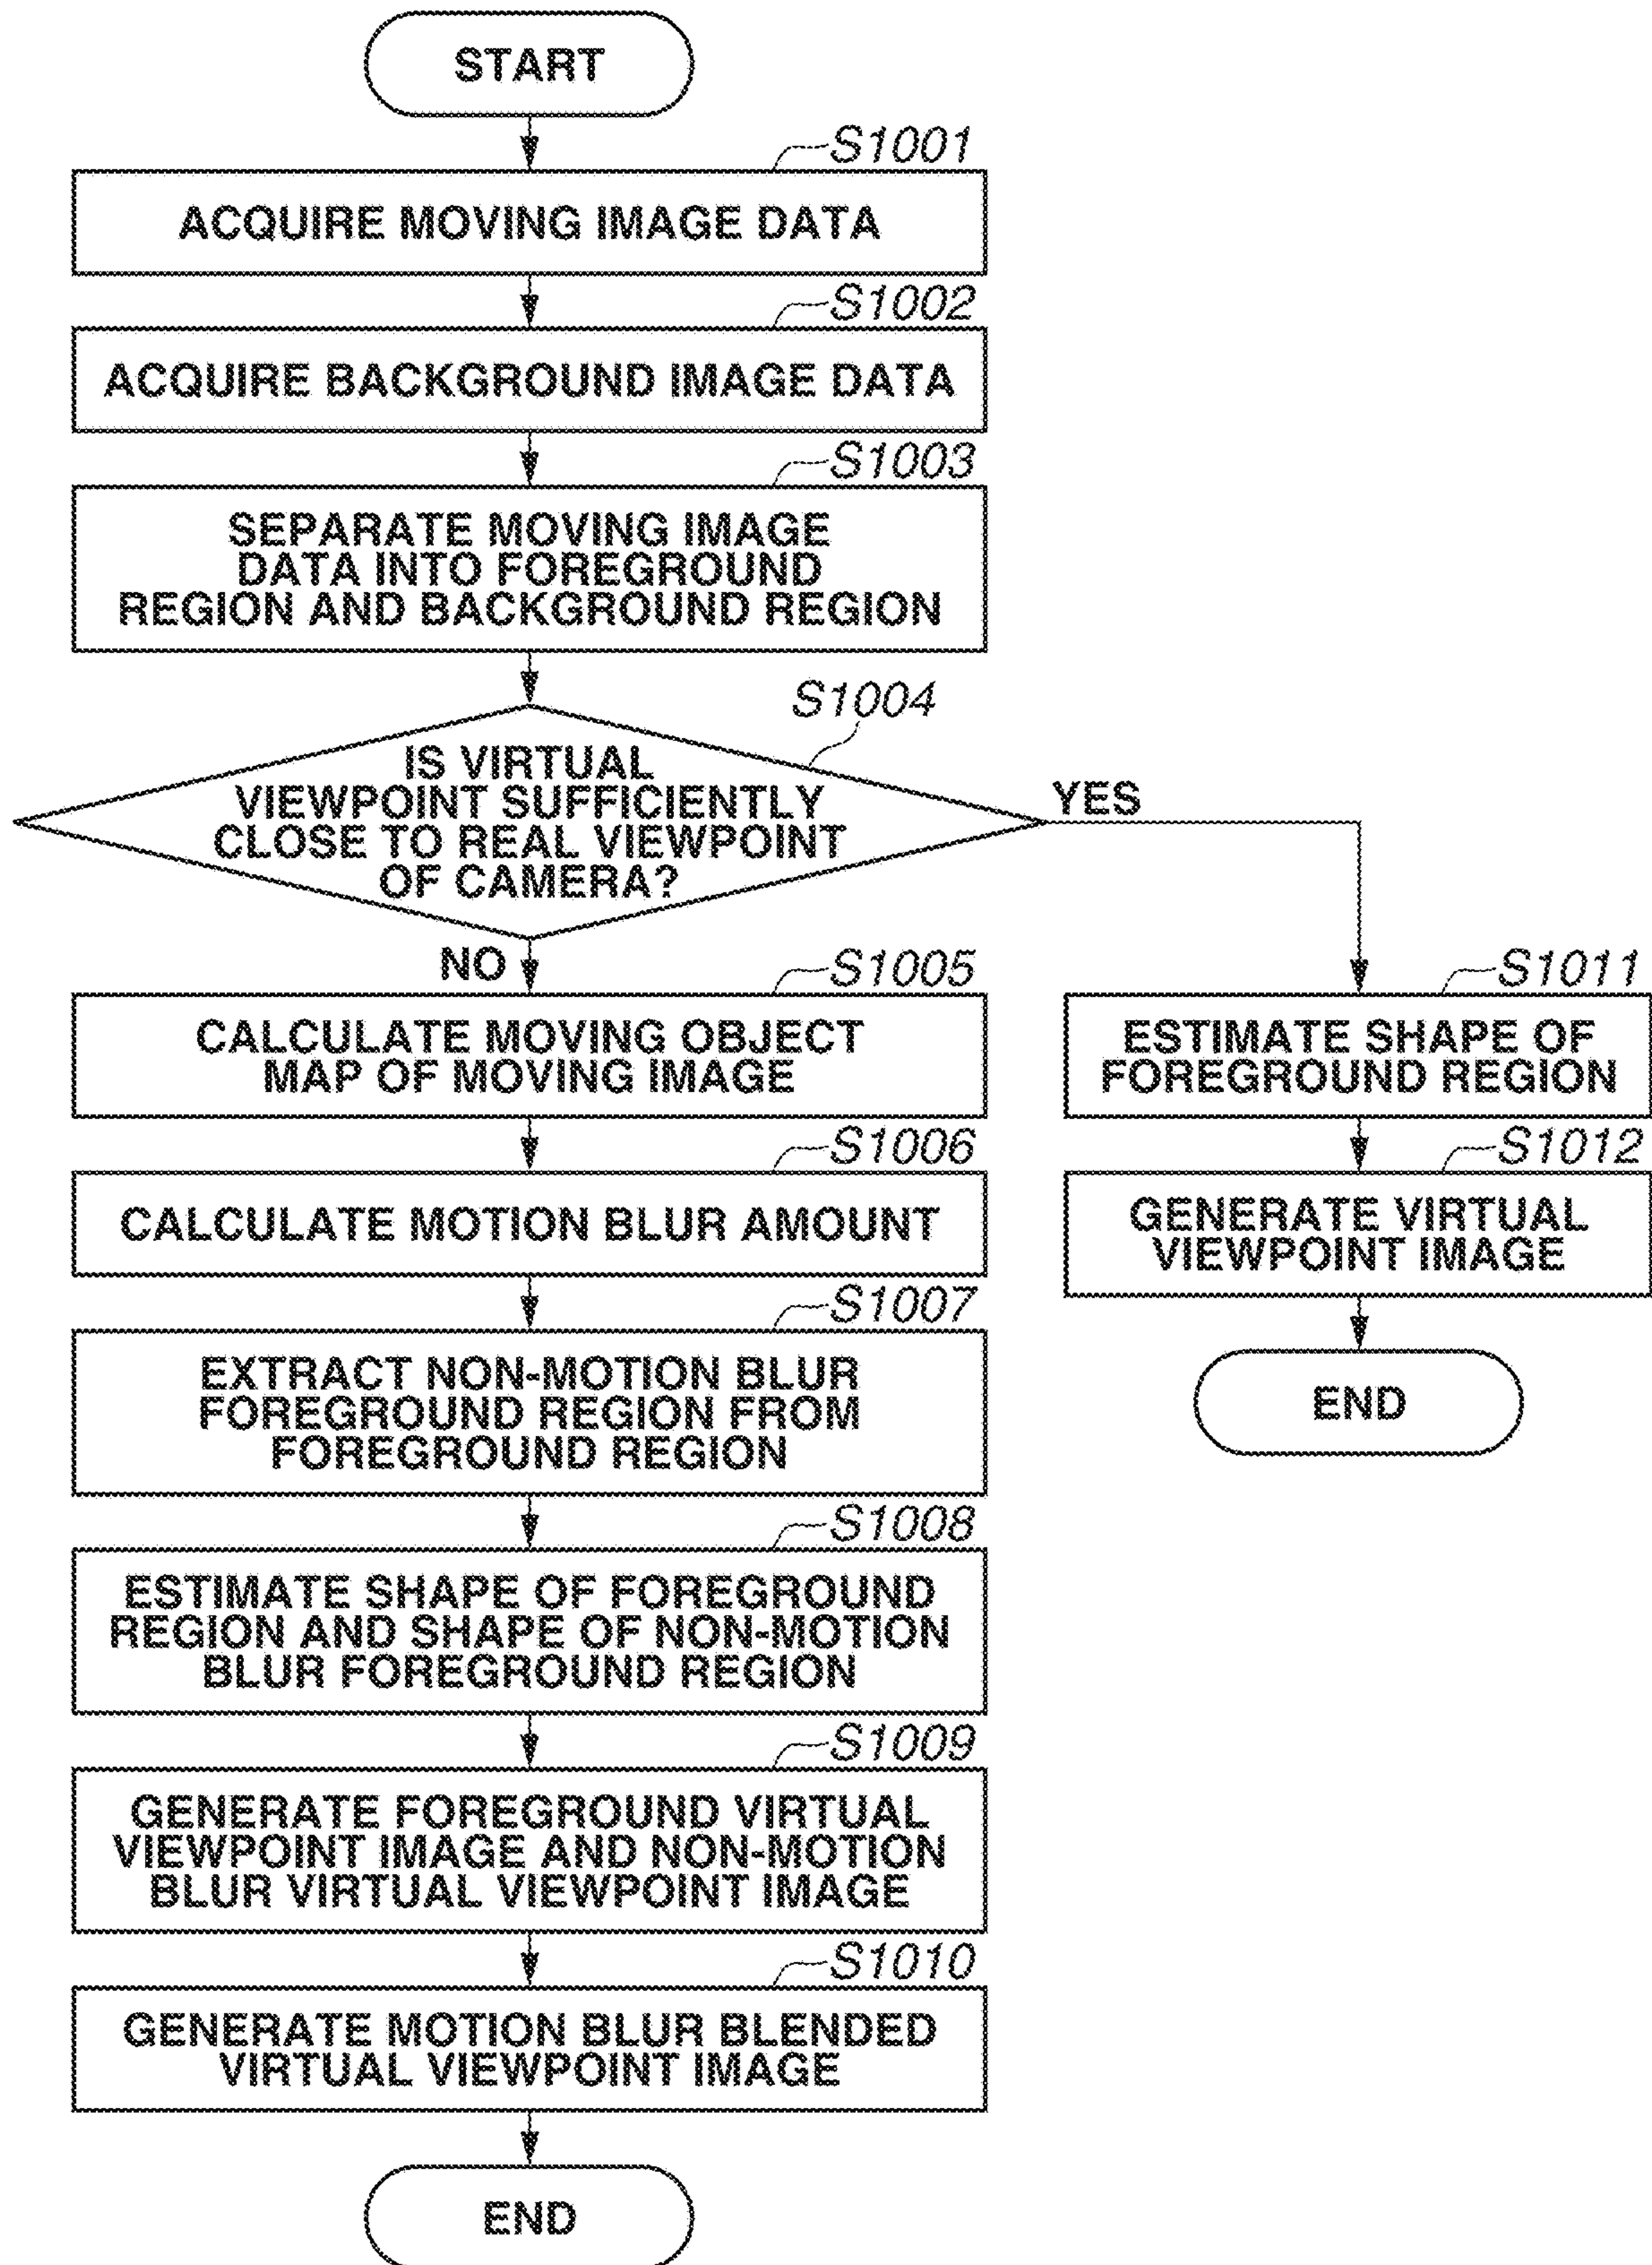 START
S1001
ACQUIRE MOVING IMAGE DATA
S1002
ACQUIRE BACKGROUND IMAGE DATA
S1003
SEPARATE MOVING IMAGE
DATA INTO FOREGROUND
REGION AND BACKGROUND REGION
S1004
IS VIRTUAL
VIEWPOINT SUFFICIENTLY
CLOSE TO REAL VIEWPOINT
OF CAMERA?
YES
NO
S1005
CALCULATE MOVING OBJECT
MAP OF MOVING IMAGE
S1006
CALCULATE MOTION BLUR AMOUNT
S1007
EXTRACT NON-MOTION BLUR
FOREGROUND REGION FROM
FOREGROUND REGION
S1008
ESTIMATE SHAPE OF FOREGROUND
REGION AND SHAPE OF NON-MOTION
BLUR FOREGROUND REGION
S1009
GENERATE FOREGROUND VIRTUAL
VIEWPOINT IMAGE AND NON-MOTION
BLUR VIRTUAL VIEWPOINT IMAGE
S1010
GENERATE MOTION BLUR BLENDED
VIRTUAL VIEWPOINT IMAGE
END
S1011
ESTIMATE SHAPE OF
FOREGROUND REGION
S1012
GENERATE VIRTUAL
VIEWPOINT IMAGE
END